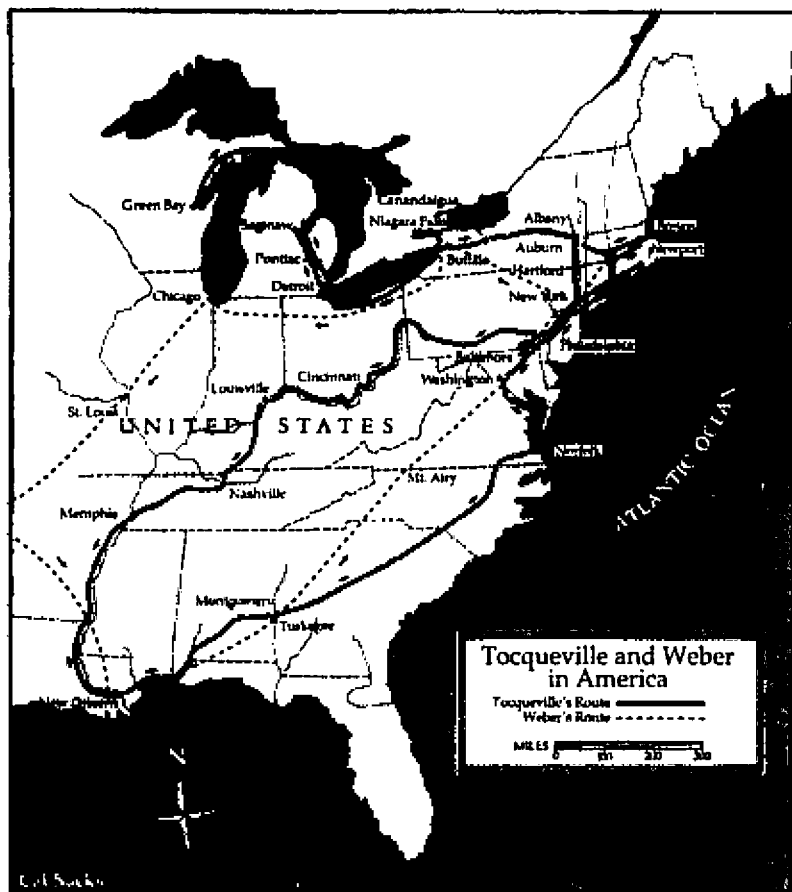 Canandaigua
Niagara Falls
Albany
Green Bay
Saginaw
Auburn
Boston
Newport
Pontiac
Buffalo
Hartford
Detroit
New York
Chicago
Philadelphia
Baltimore
Cincinnati
Washington
Louisville
St. Louis
UNITED STATES
Norfolk
ATLANTIC OCEAN
Mt. Airy
Nashville
Memphis
Montgomery
Tuskegee
Tocqueville and Weber
in America
New Orleans
Tocqueville's Route
Weber's Route
MILES
0 100 200 300